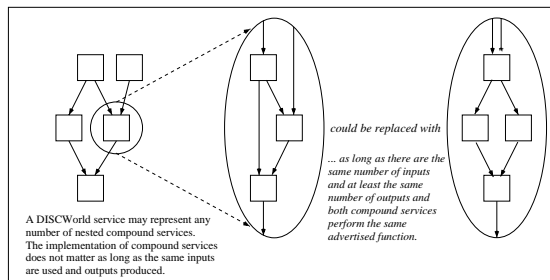 could be replaced with
... as long as there are the
same number of inputs
and at least the same
number of outputs and
both compound services
perform the same
advertised function.
A DISCWorld service may represent any
number of nested compound services.
The implementation of compound services
does not matter as long as the same inputs
are used and outputs produced.